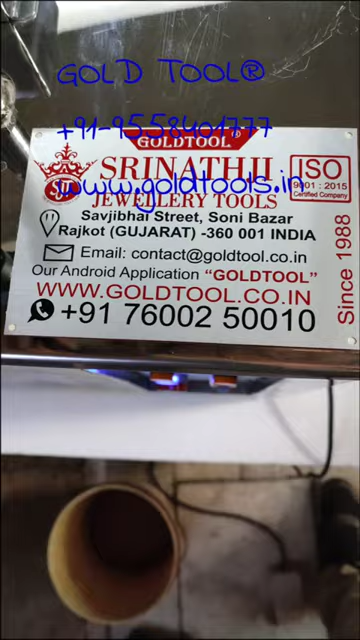 GOLD TOOL®
+91-9558401777
GOLDTOOL®
SRINATHJI
www.goldtools.in
JEWELLERY TOOLS
SJT
ISO
9001 : 2015
Certified Company
Savjibhai Street, Soni Bazar
Rajkot (GUJARAT) -360 001 INDIA
Email: contact@goldtool.co.in
Our Android Application “GOLDTOOL”
WWW.GOLDTOOL.CO.IN
+91 76002 50010
Since 1988